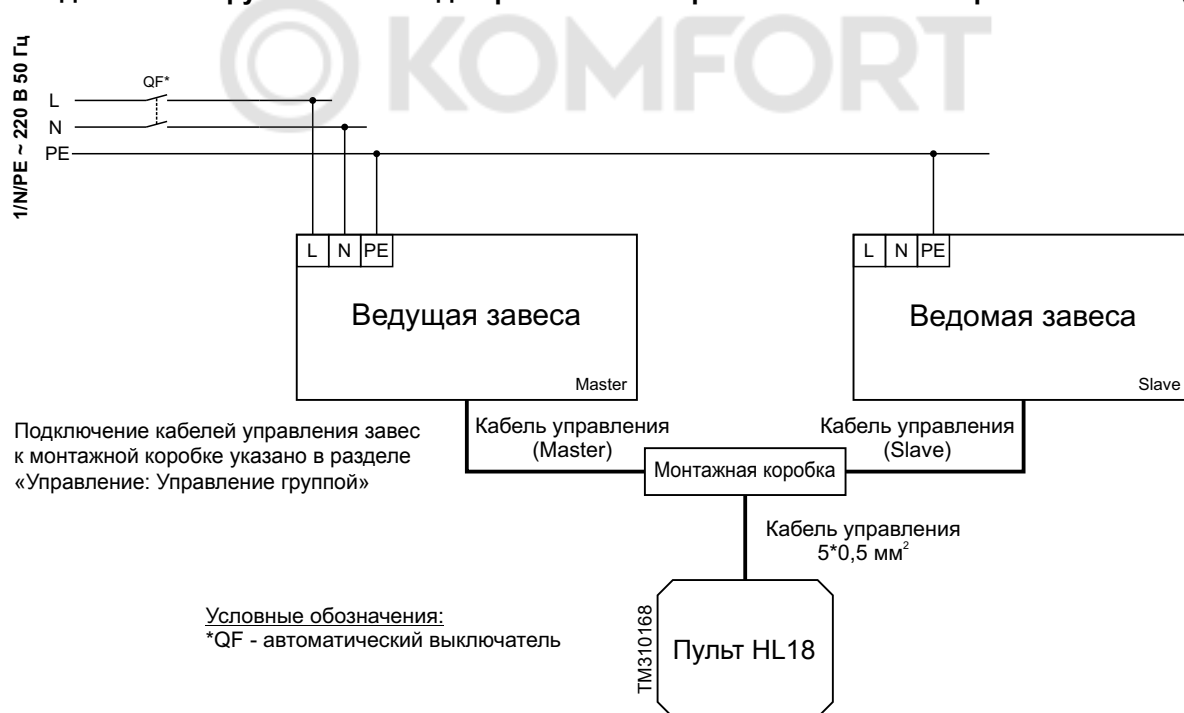 KOMFORT
1/N/PE ~ 220 В 50 Гц
QF*
L
N
PE
L N PE
Ведущая завеса
Master
L N PE
Ведомая завеса
Slave
Подключение кабелей управления завес
к монтажной коробке указано в разделе
«Управление: Управление группой»
Кабель управления
(Master)
Кабель управления
(Slave)
Монтажная коробка
Кабель управления
5*0,5 мм²
Условные обозначения:
*QF - автоматический выключатель
TM310168
Пульт HL18